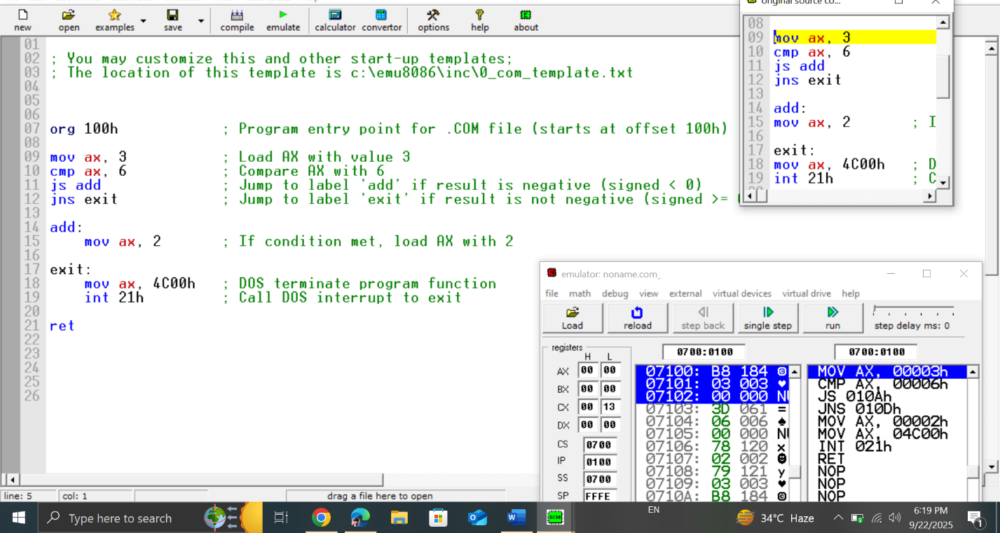 new open examples save compile emulate calculator convertor options help about
01
02 ; You may customize this and other start-up templates;
03 ; The location of this template is c:\emu8086\inc\0_com_template.txt
04
05
06
07 org 100h ; Program entry point for .COM file (starts at offset 100h)
08
09 mov ax, 3 ; Load AX with value 3
10 cmp ax, 6 ; Compare AX with 6
11 js add ; Jump to label 'add' if result is negative (signed < 0)
12 jns exit ; Jump to label 'exit' if result is not negative (signed >=
13
14 add:
15 mov ax, 2 ; If condition met, load AX with 2
16
17 exit:
18 mov ax, 4C00h ; DOS terminate program function
19 int 21h ; Call DOS interrupt to exit
20
21 ret
22
23
24
25
26
line: 5 col: 1 drag a file here to open
original source co...
08
09 mov ax, 3
10 cmp ax, 6
11 js add
12 jns exit
13
14 add:
15 mov ax, 2 ; I
16
17 exit:
18 mov ax, 4C00h ; D
19 int 21h ; C
emulator: noname.com_
file math debug view external virtual devices virtual drive help
Load reload step back single step run step delay ms: 0
registers
H L
AX 00 00
BX 00 00
CX 00 13
DX 00 00
CS 0700
IP 0100
SS 0700
SP FFFE
0700:0100
07100: B8 184
07101: 03 003 ♥
07102: 00 000 NU
07103: 3D 061 =
07104: 06 006 ♠
07105: 00 000 NU
07106: 78 120 x
07107: 02 002 ☻
07108: 79 121 y
07109: 03 003 ♥
0710A: B8 184
0700:0100
MOV AX, 00003h
CMP AX, 00006h
JS 010Ah
JNS 010Dh
MOV AX, 00002h
MOV AX, 04C00h
INT 021h
RET
NOP
NOP
NOP
Type here to search
EN
34°C Haze
6:19 PM
9/22/2025
1